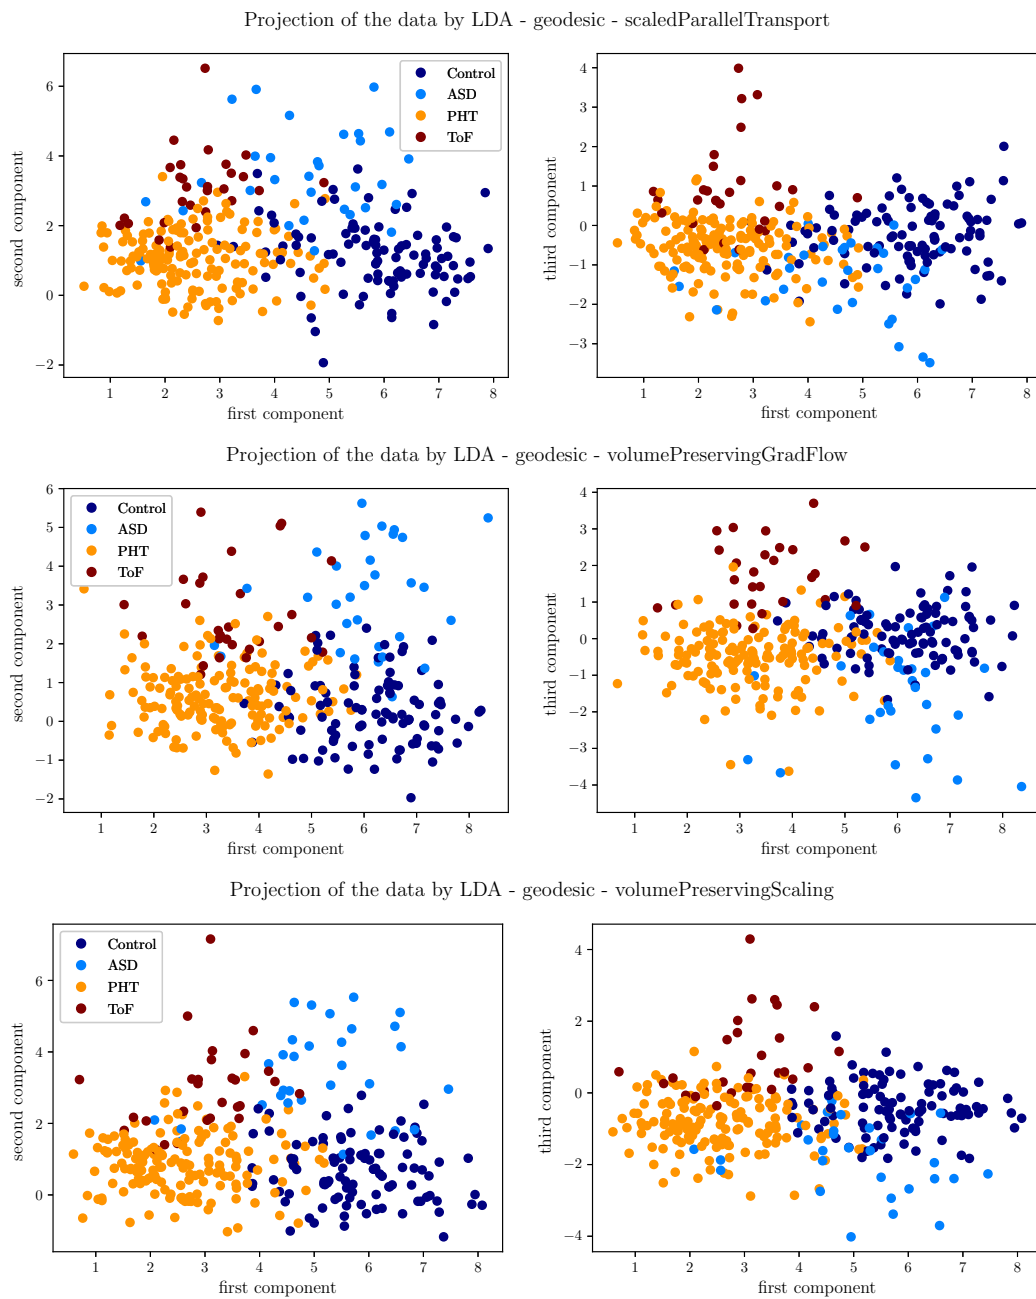 Projection of the data by LDA - geodesic - scaledParallelTransport
second component
6
4
2
0
−2
Control
ASD
PHT
ToF
1 2 3 4 5 6 7 8
first component
third component
4
3
2
1
0
−1
−2
−3
1 2 3 4 5 6 7 8
first component
Projection of the data by LDA - geodesic - volumePreservingGradFlow
second component
6
5
4
3
2
1
0
−1
−2
Control
ASD
PHT
ToF
1 2 3 4 5 6 7 8
first component
third component
4
3
2
1
0
−1
−2
−3
−4
1 2 3 4 5 6 7 8
first component
Projection of the data by LDA - geodesic - volumePreservingScaling
second component
6
4
2
0
Control
ASD
PHT
ToF
1 2 3 4 5 6 7 8
first component
third component
4
2
0
−2
−4
1 2 3 4 5 6 7 8
first component